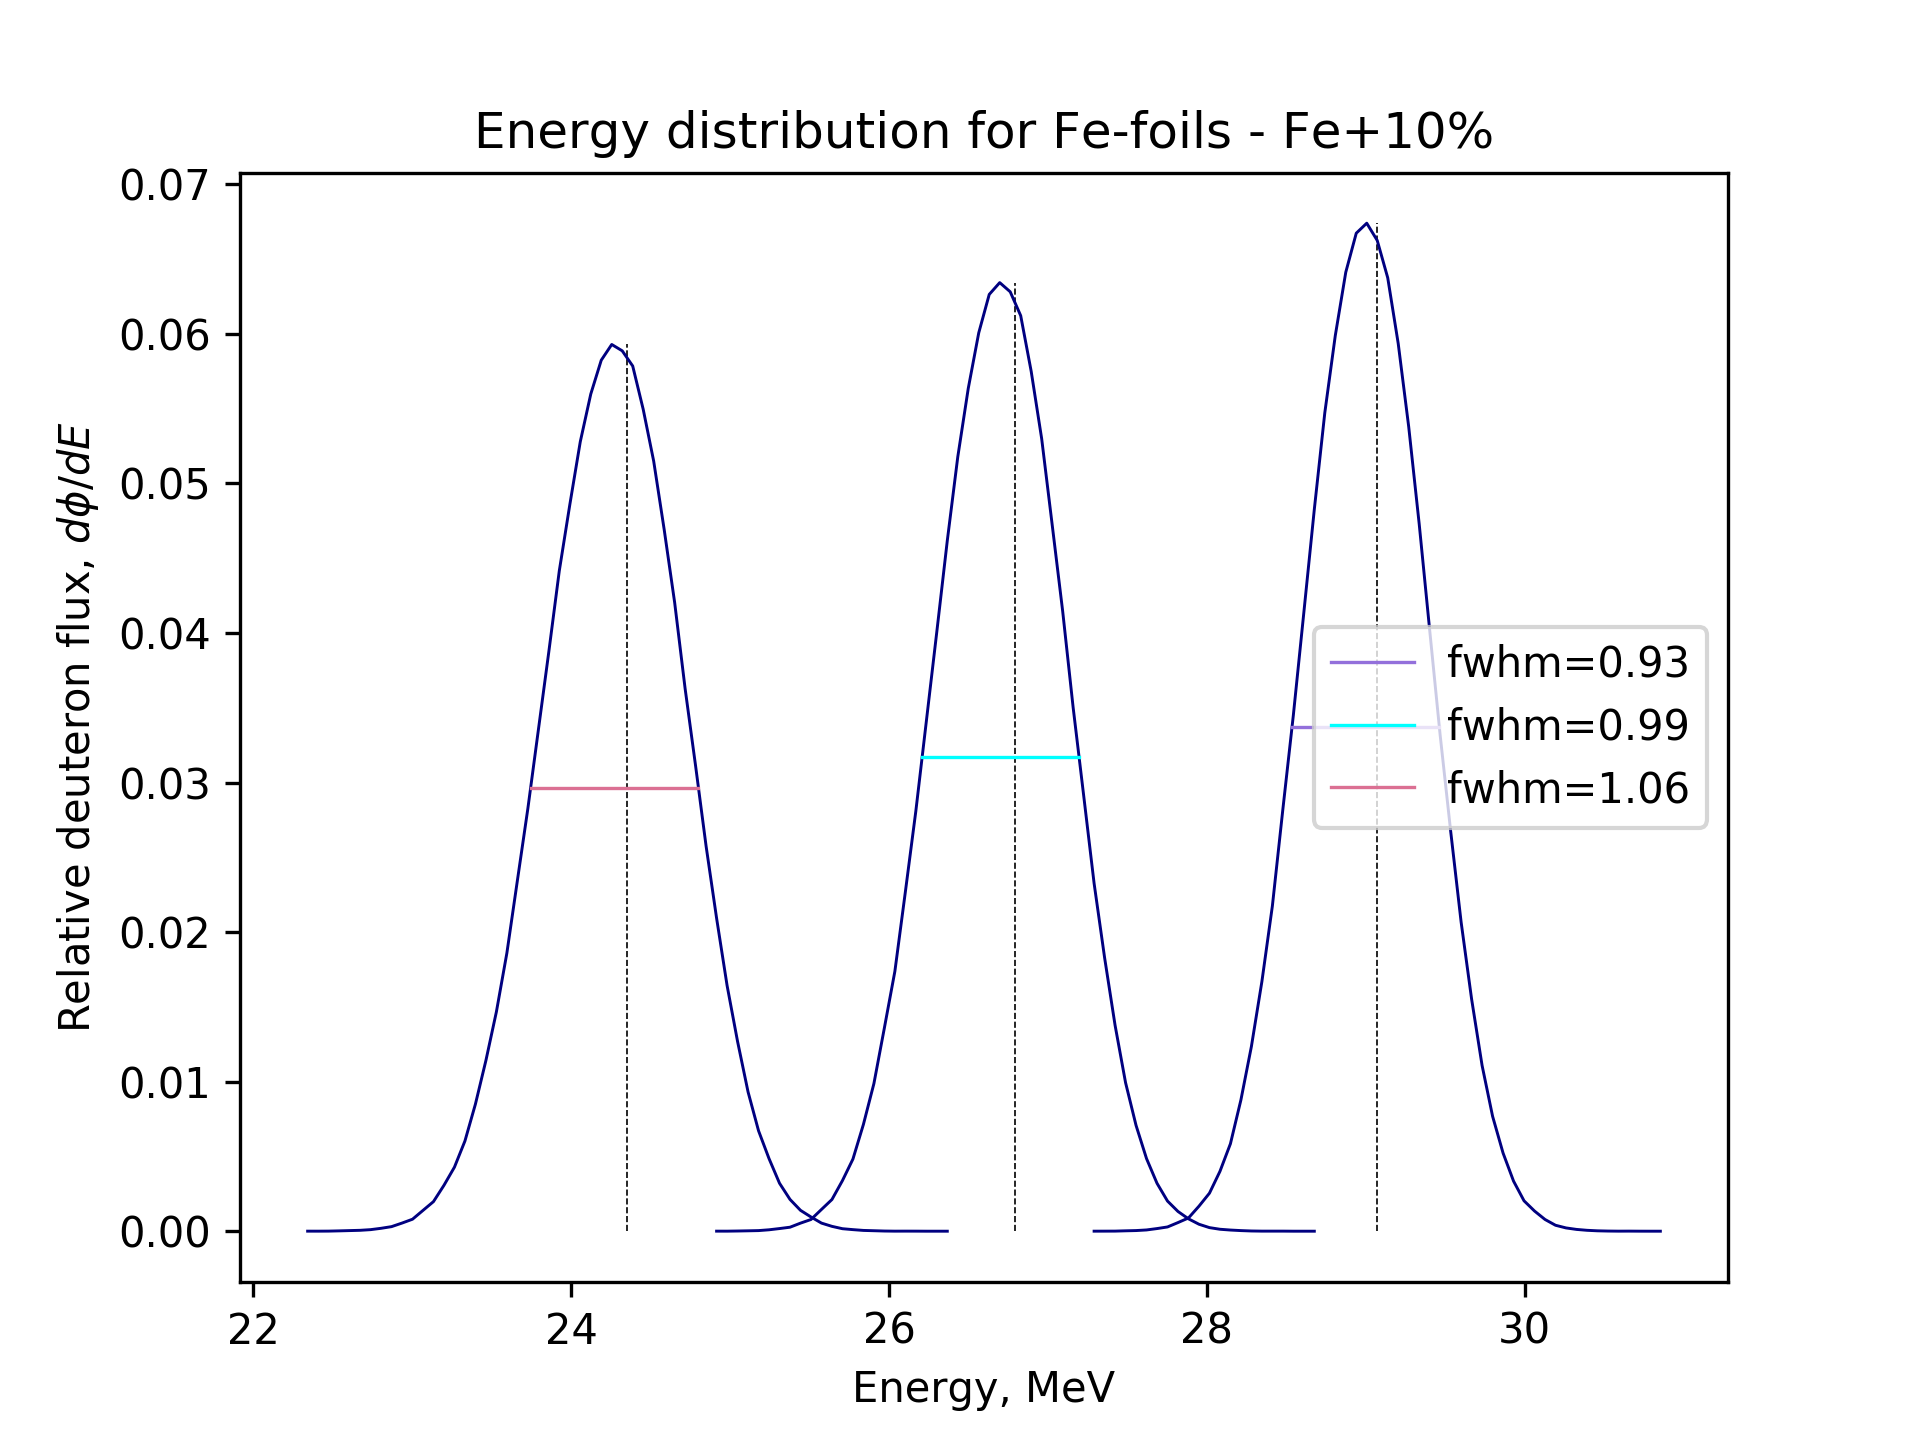 Energy distribution for Fe-foils - Fe+10%
0.07
0.06
0.05
0.04
0.03
0.02
0.01
0.00
Relative deuteron flux, dϕ/dE
fwhm=0.93
fwhm=0.99
fwhm=1.06
22 24 26 28 30
Energy, MeV